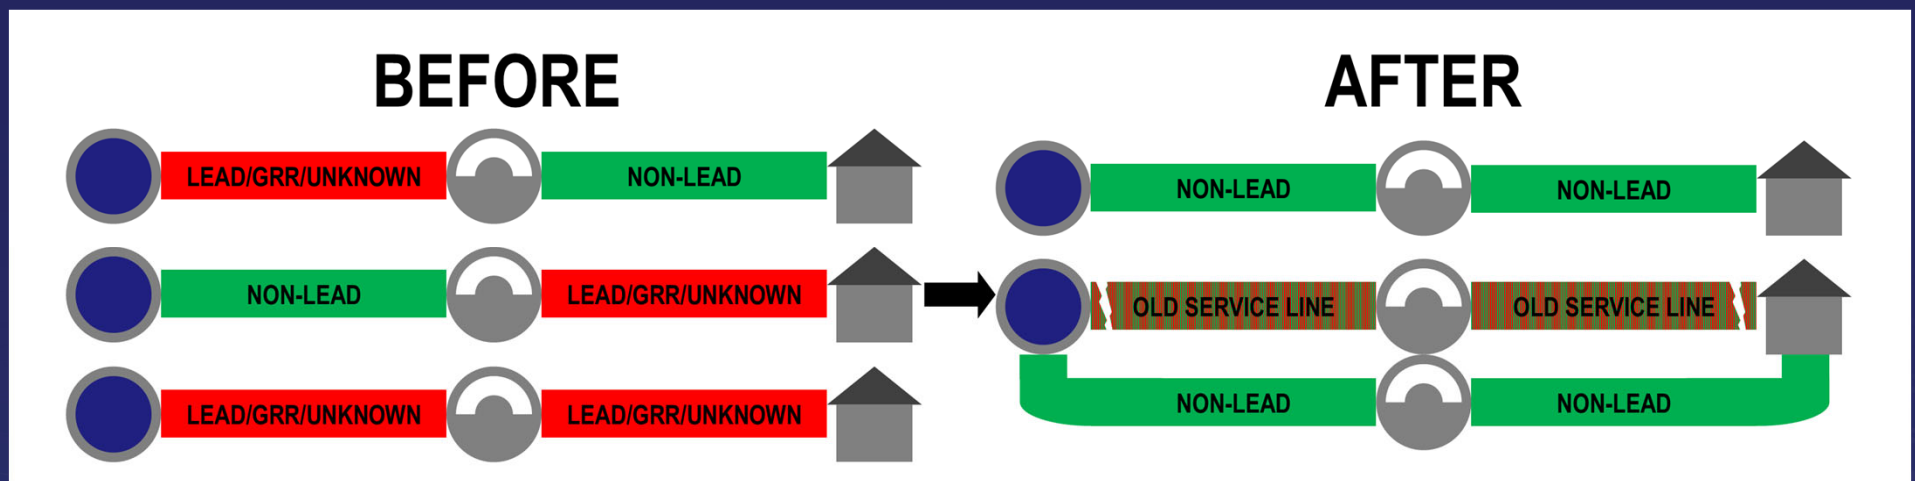 BEFORE
AFTER
LEAD/GRR/UNKNOWN
NON-LEAD
NON-LEAD
NON-LEAD
NON-LEAD
LEAD/GRR/UNKNOWN
OLD SERVICE LINE
OLD SERVICE LINE
LEAD/GRR/UNKNOWN
LEAD/GRR/UNKNOWN
NON-LEAD
NON-LEAD